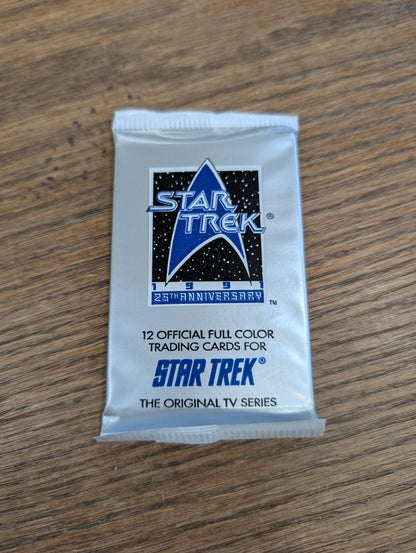 STAR
TREK®
1991
25TH ANNIVERSARY
TM
12 OFFICIAL FULL COLOR
TRADING CARDS FOR
STAR TREK®
THE ORIGINAL TV SERIES